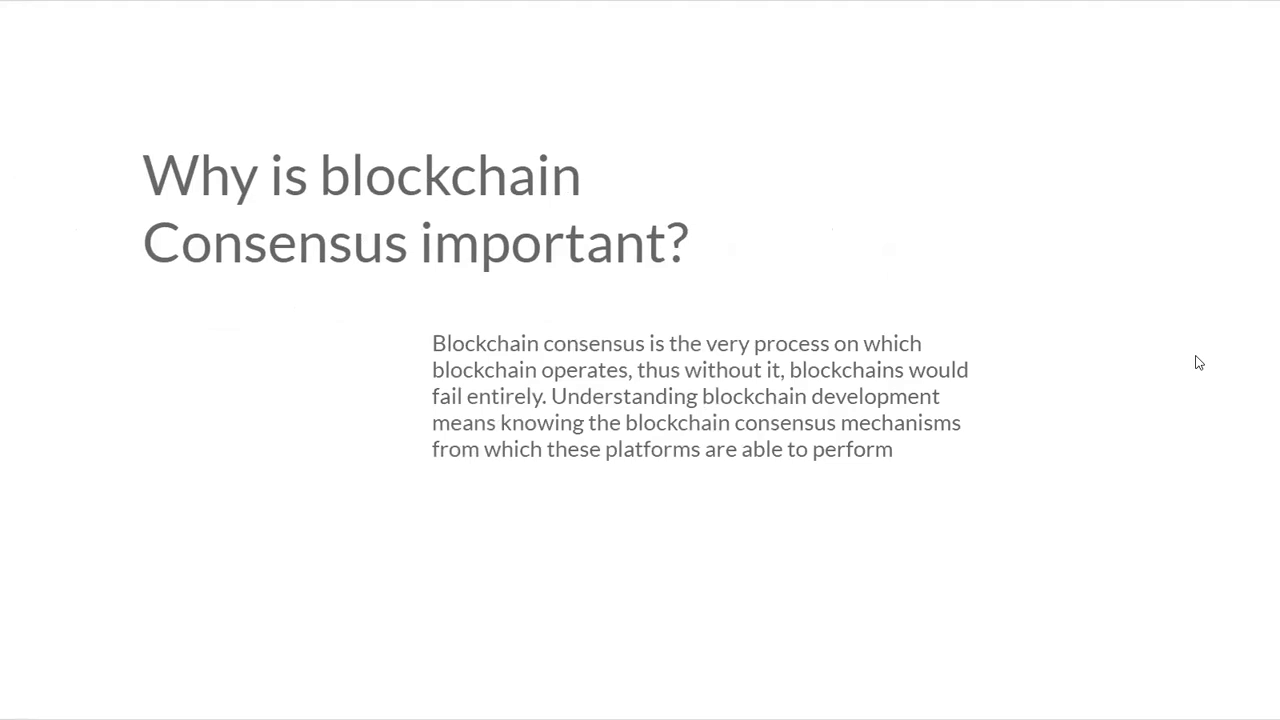 Why is blockchain
Consensus important?
Blockchain consensus is the very process on which
blockchain operates, thus without it, blockchains would
fail entirely. Understanding blockchain development
means knowing the blockchain consensus mechanisms
from which these platforms are able to perform